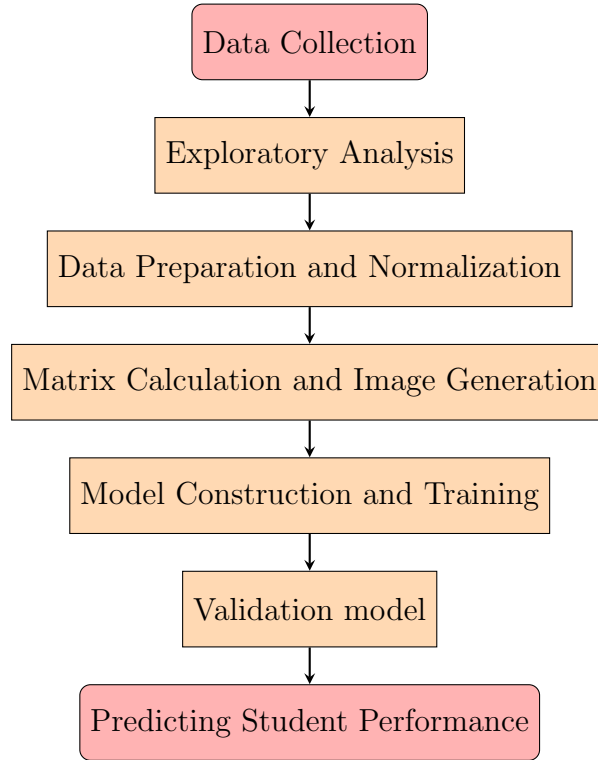 Data Collection
Exploratory Analysis
Data Preparation and Normalization
Matrix Calculation and Image Generation
Model Construction and Training
Validation model
Predicting Student Performance